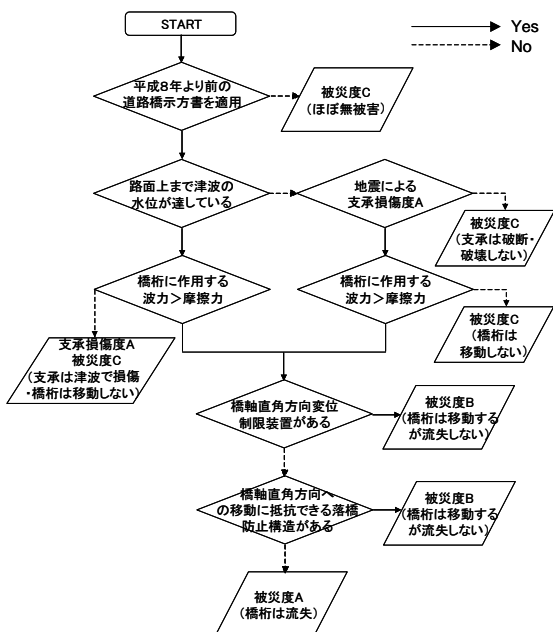 START
Yes
No
平成８年より前の
道路橋示方書を適用
被災度C
(ほぼ無被害)
路面上まで津波の
水位が達している
地震による
支承損傷度A
被災度C
(支承は破断・
破壊しない)
橋桁に作用する
波力＞摩擦力
橋桁に作用する
波力＞摩擦力
支承損傷度A
被災度C
(支承は津波で損傷
・橋桁は移動しない)
被災度C
(橋桁は
移動しない)
橋軸直角方向変位
制限装置がある
被災度B
(橋桁は移動する
が流失しない)
橋軸直角方向へ
の移動に抵抗できる落橋
防止構造がある
被災度B
(橋桁は移動する
が流失しない)
被災度A
(橋桁は流失)